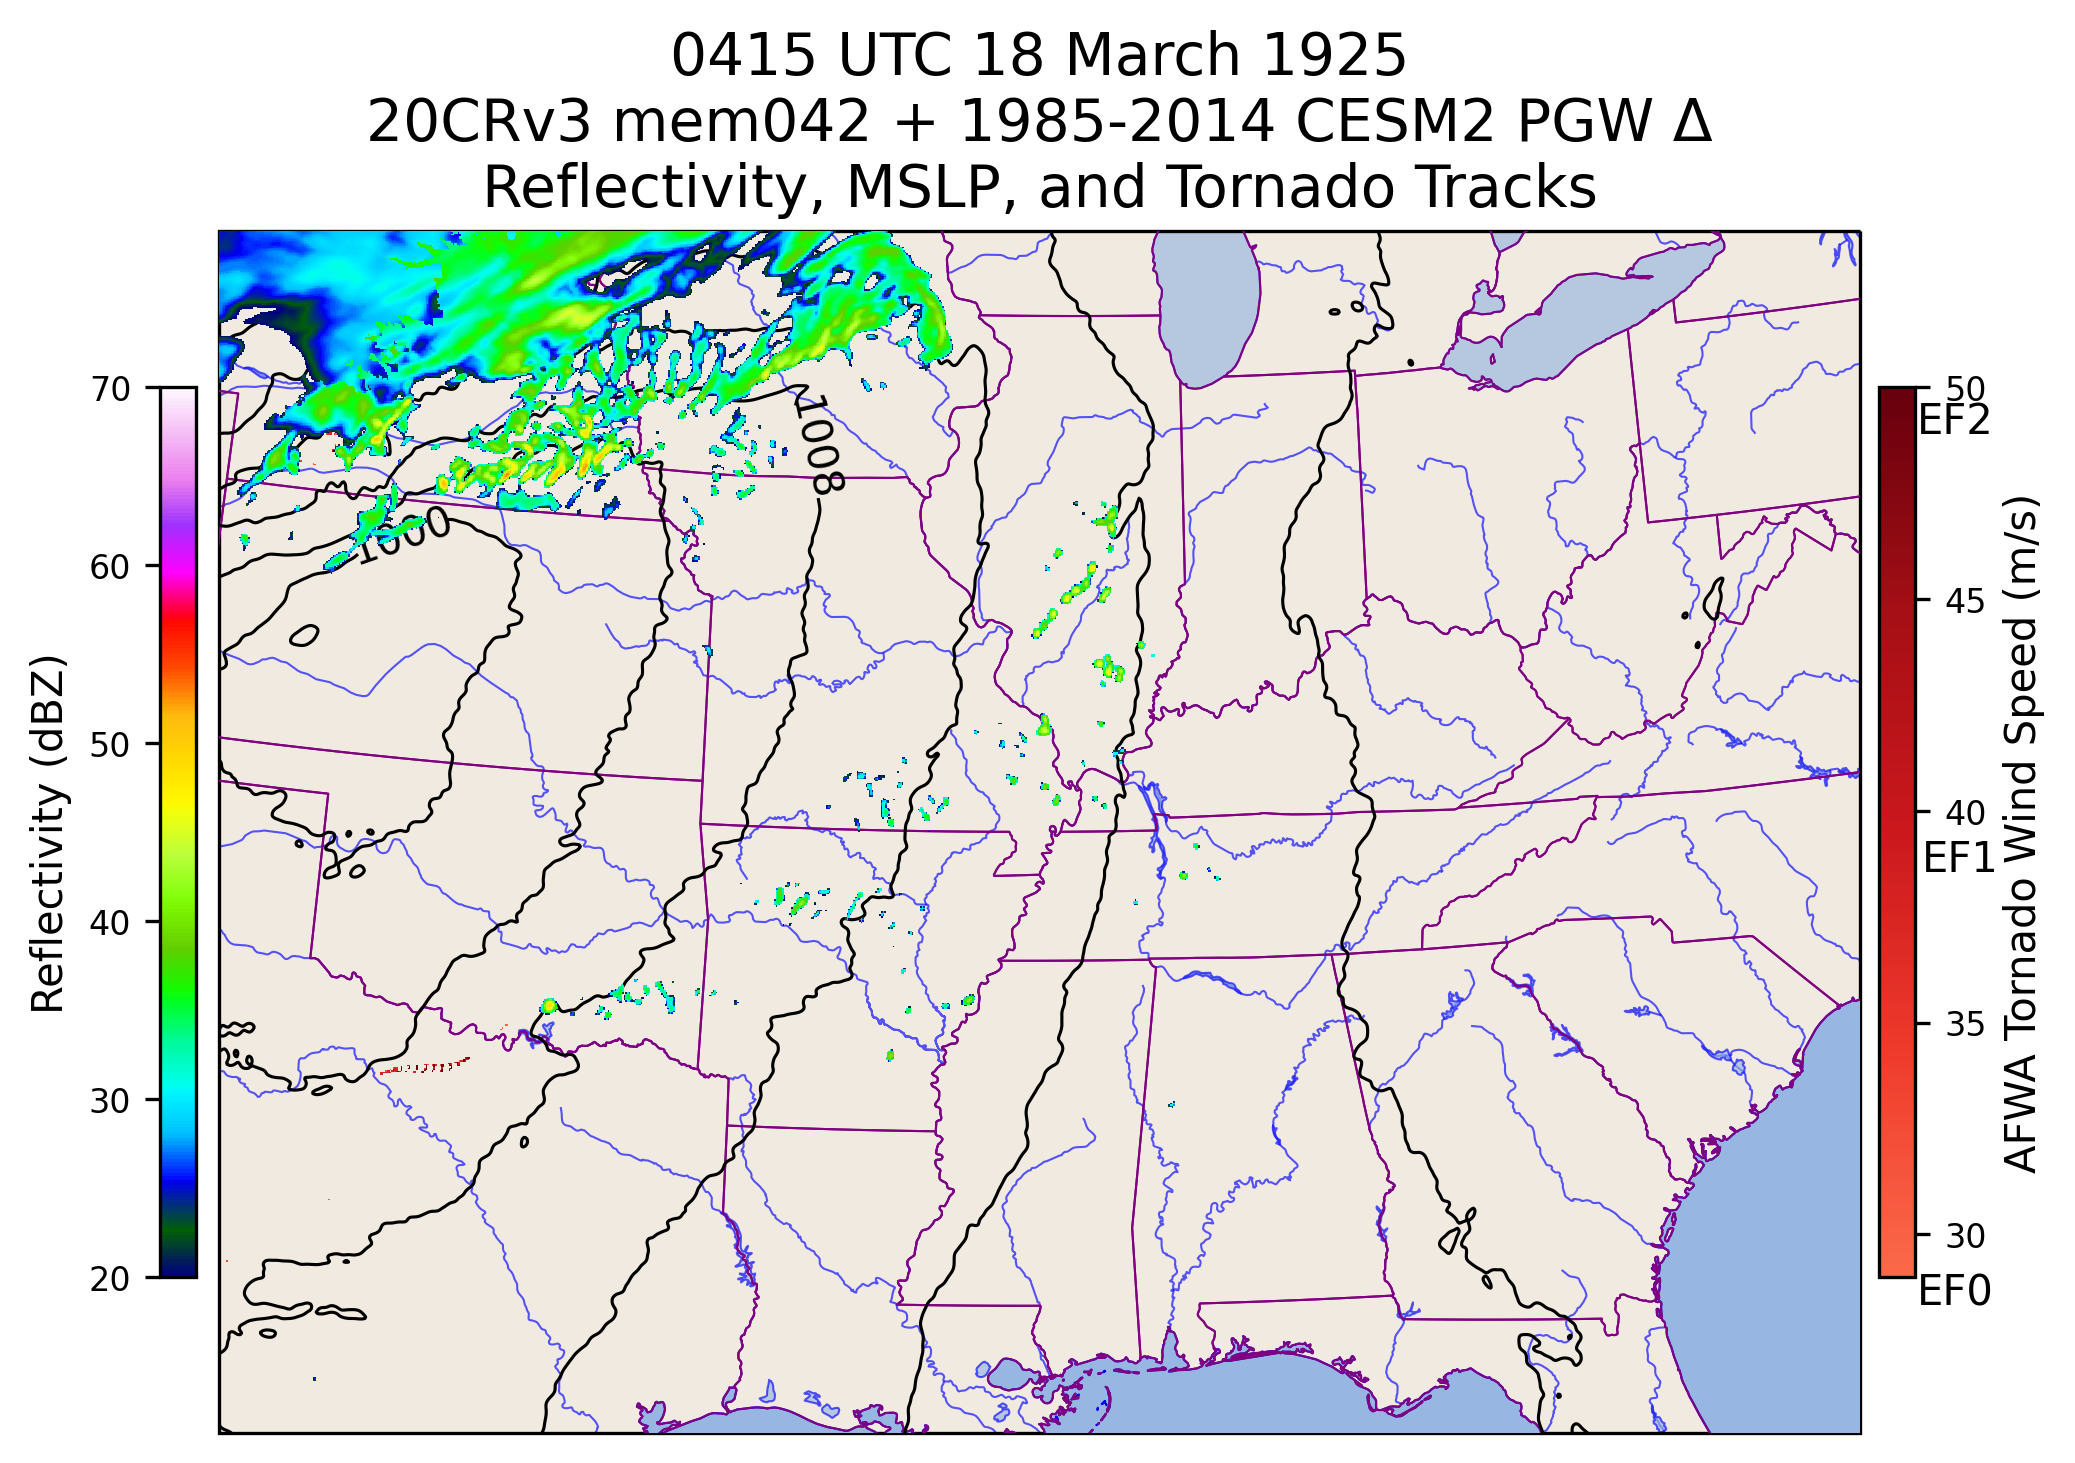 0415 UTC 18 March 1925
20CRv3 mem042 + 1985-2014 CESM2 PGW Δ
Reflectivity, MSLP, and Tornado Tracks
70
60
50
40
30
20
Reflectivity (dBZ)
1008
1000
50
EF2
45
40
EF1
35
30
EF0
AFWA Tornado Wind Speed (m/s)